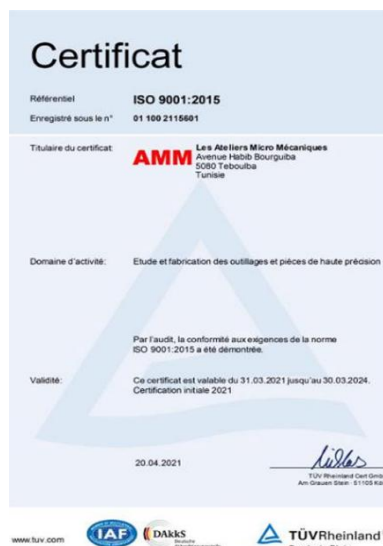 Certificat
Référentiel ISO 9001:2015
Enregistré sous le n° 01 100 2115601
Titulaire du certificat: AMM Les Ateliers Micro Mécaniques
Avenue Habib Bourguiba
5080 Teboulba
Tunisie
Domaine d'activité: Etude et fabrication des outillages et pièces de haute précision
Par l'audit, la conformité aux exigences de la norme
ISO 9001:2015 a été démontrée.
Validité: Ce certificat est valable du 31.03.2021 jusqu'au 30.03.2024.
Certification initiale 2021
20.04.2021
TÜV Rheinland Cert
Am Grauen Stein · 51105
www.tuv.com IAF DAkkS TÜVRheinland
Deutsche